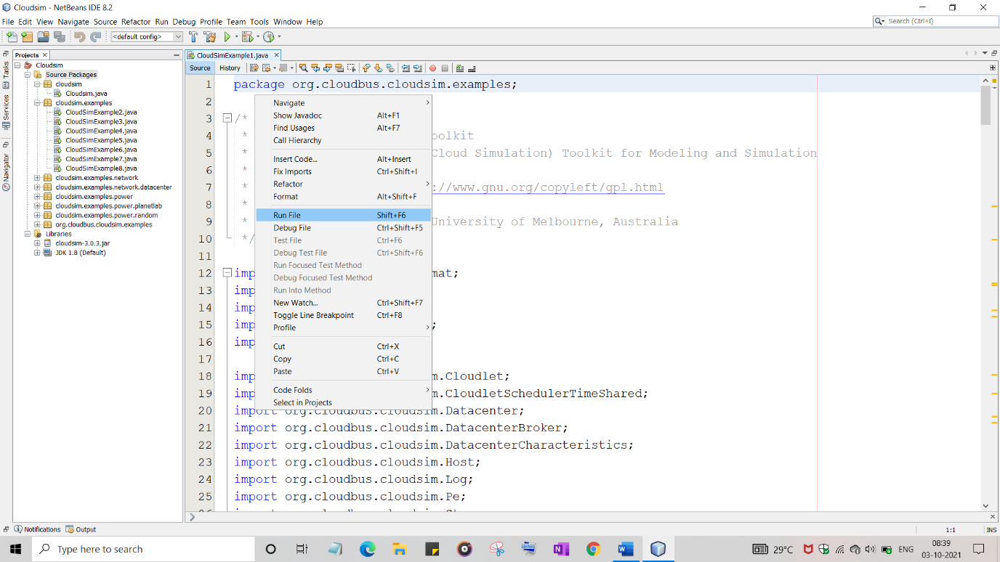 Cloudsim - NetBeans IDE 8.2
File Edit View Navigate Source Refactor Run Debug Profile Team Tools Window Help
Search (Ctrl+I)
<default config>
Projects
CloudSimExample1.java
Source History
Tasks
Services
Navigator
Cloudsim
Source Packages
cloudsim
Cloudsim.java
cloudsim.examples
CloudSimExample2.java
CloudSimExample3.java
CloudSimExample4.java
CloudSimExample5.java
CloudSimExample6.java
CloudSimExample7.java
CloudSimExample8.java
cloudsim.examples.network
cloudsim.examples.network.datacenter
cloudsim.examples.power
cloudsim.examples.power.planetlab
cloudsim.examples.power.random
org.cloudbus.cloudsim.examples
Libraries
cloudsim-3.0.3.jar
JDK 1.8 (Default)
1 package org.cloudbus.cloudsim.examples;
2
3 /*
4 * oolkit
5 * Cloud Simulation) Toolkit for Modeling and Simulation
6 *
7 * ://www.gnu.org/copyleft/gpl.html
8 *
9 * University of Melbourne, Australia
10 */
11
12 imp mat;
13 imp
14 imp
15 imp ;
16 imp
17
18 imp m.Cloudlet;
19 imp m.CloudletSchedulerTimeShared;
20 import org.cloudbus.cloudsim.Datacenter;
21 import org.cloudbus.cloudsim.DatacenterBroker;
22 import org.cloudbus.cloudsim.DatacenterCharacteristics;
23 import org.cloudbus.cloudsim.Host;
24 import org.cloudbus.cloudsim.Log;
25 import org.cloudbus.cloudsim.Pe;
Navigate
Show Javadoc Alt+F1
Find Usages Alt+F7
Call Hierarchy
Insert Code... Alt+Insert
Fix Imports Ctrl+Shift+I
Refactor
Format Alt+Shift+F
Run File Shift+F6
Debug File Ctrl+Shift+F5
Test File Ctrl+F6
Debug Test File Ctrl+Shift+F6
Run Focused Test Method
Debug Focused Test Method
Run Into Method
New Watch... Ctrl+Shift+F7
Toggle Line Breakpoint Ctrl+F8
Profile
Cut Ctrl+X
Copy Ctrl+C
Paste Ctrl+V
Code Folds
Select in Projects
Notifications Output
1:1 INS
Type here to search
29°C ENG
08:39
03-10-2021